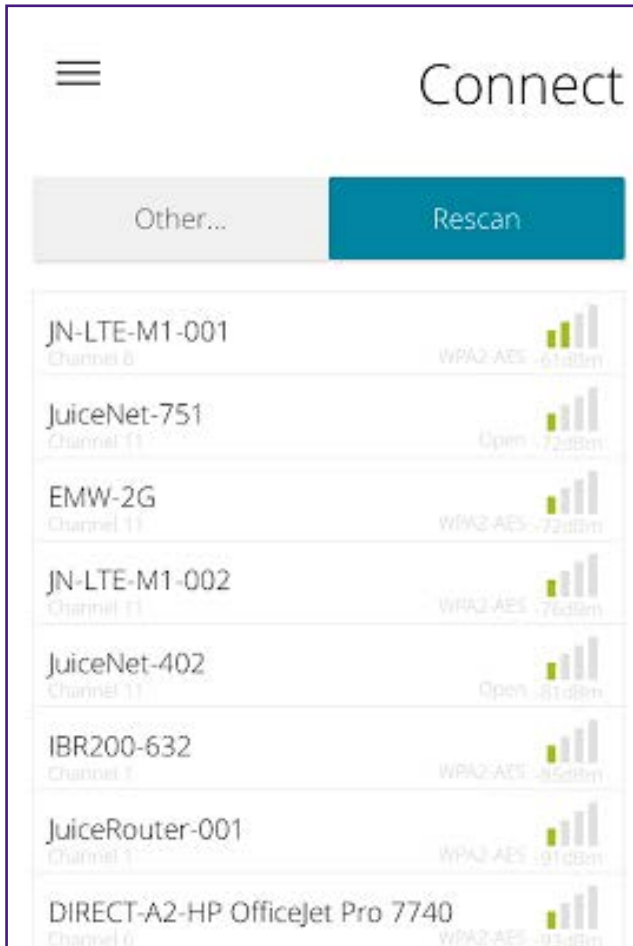 Connect
Other...
Rescan
JN-LTE-M1-001
Channel 6 WPA2-AES -61dBm
JuiceNet-751
Channel 11 Open -72dBm
EMW-2G
Channel 11 WPA2-AES -72dBm
JN-LTE-M1-002
Channel 11 WPA2-AES -76dBm
JuiceNet-402
Channel 11 Open -81dBm
IBR200-632
Channel 1 WPA2-AES -85dBm
JuiceRouter-001
Channel 1 WPA2-AES -91dBm
DIRECT-A2-HP OfficeJet Pro 7740
Channel 6 WPA2-AES